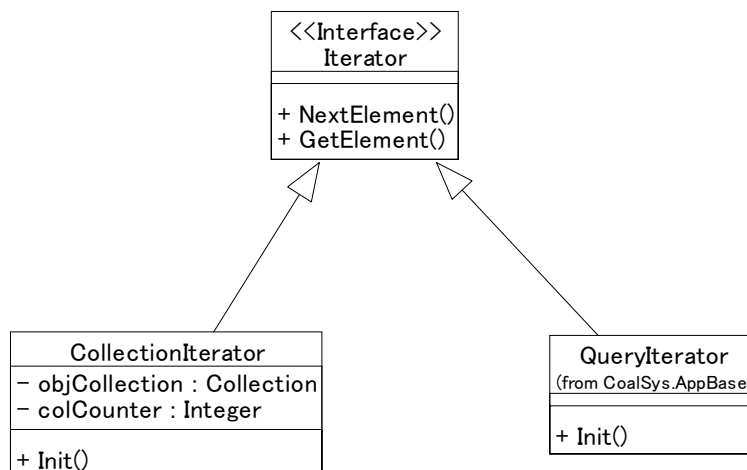 <<Interface>>
Iterator
+ NextElement()
+ GetElement()
CollectionIterator
- objCollection : Collection
- colCounter : Integer
+ Init()
QueryIterator
(from CoalSys.AppBase
+ Init()